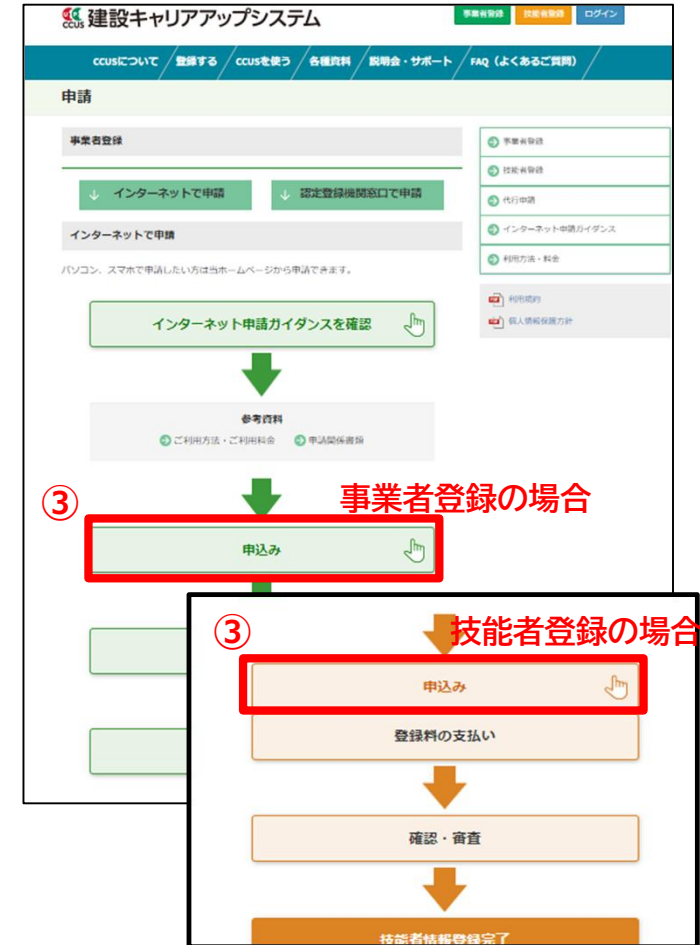 ccus 建設キャリアアップシステム
事業者登録 技能者登録 ログイン
CCUSについて 登録する CCUSを使う 各種資料 説明会・サポート FAQ（よくあるご質問）
申請
事業者登録
↓ インターネットで申請 ↓ 認定登録機関窓口で申請
インターネットで申請
パソコン、スマホで申請したい方は当ホームページから申請できます。
インターネット申請ガイダンスを確認
参考資料
ご利用方法・ご利用料金 申請関係書類
③ 事業者登録の場合
申込み
事業者登録
技能者登録
代行申請
インターネット申請ガイダンス
利用方法・料金
利用規約
個人情報保護方針
③ 技能者登録の場合
申込み
登録料の支払い
確認・審査
技能者情報登録完了